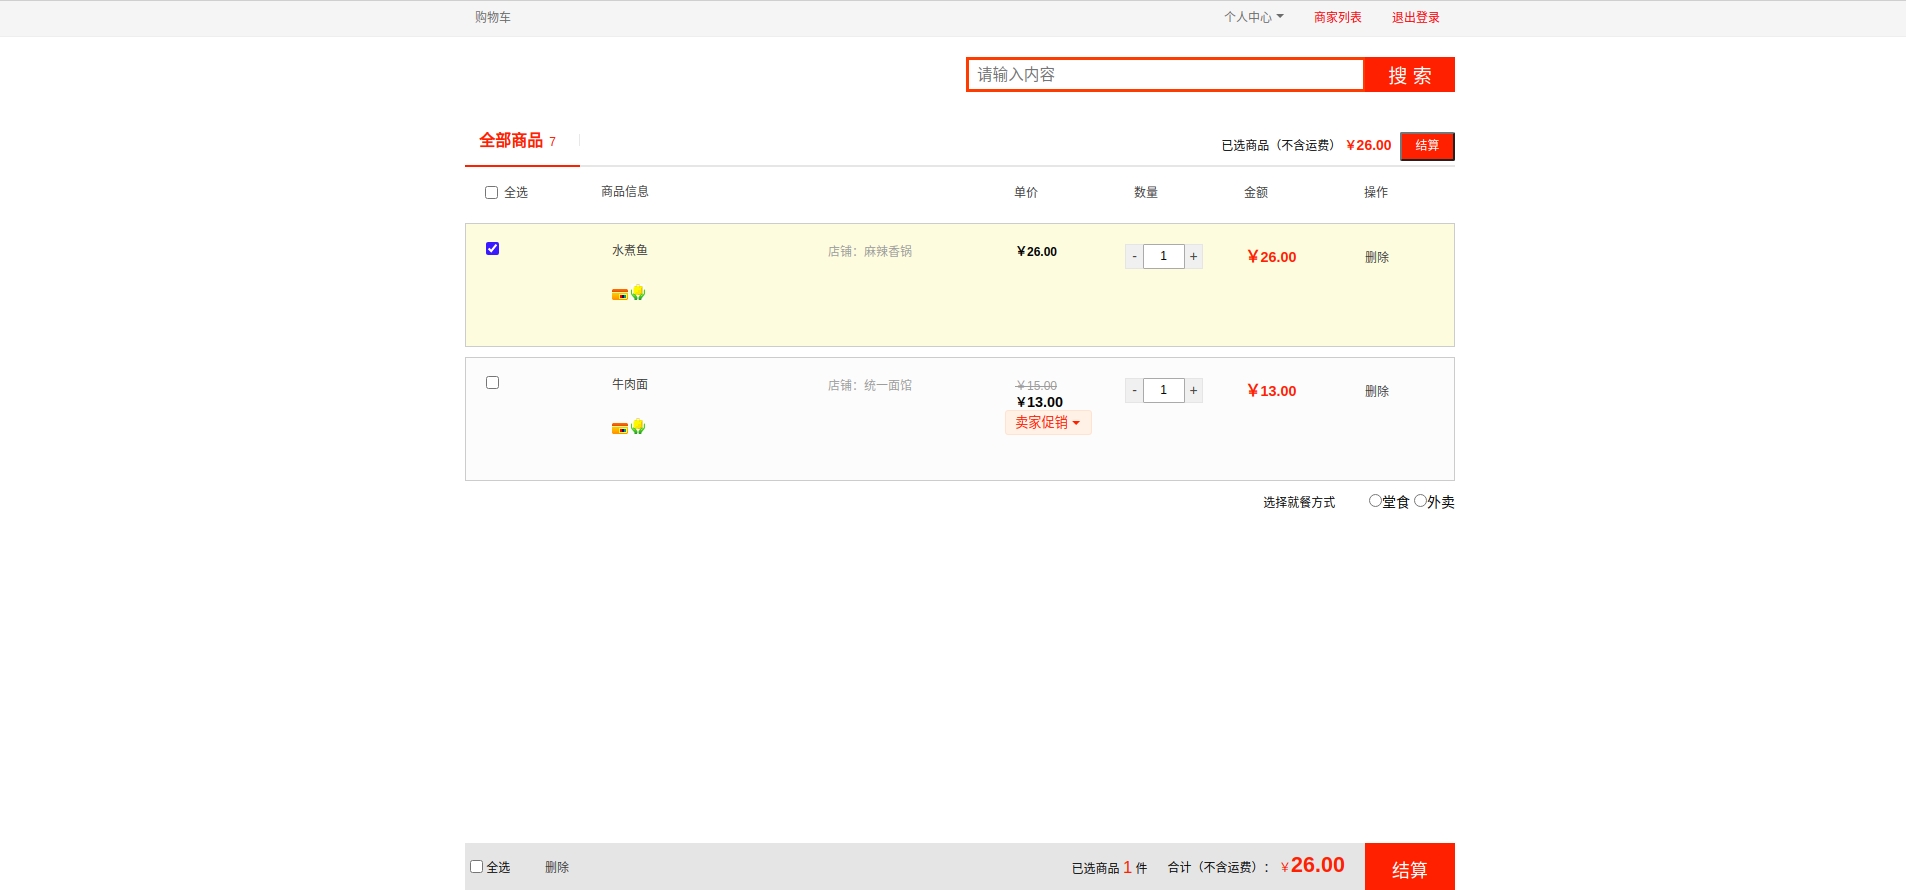 购物车 个人中心 商家列表 退出登录
请输入内容 搜 索
全部商品 7 已选商品（不含运费） ￥26.00 结算
全选 商品信息 单价 数量 金额 操作
水煮鱼 店铺：麻辣香锅 ￥26.00 - 1 + ￥26.00 删除
牛肉面 店铺：统一面馆 ￥15.00 - 1 + ￥13.00 删除
￥13.00
卖家促销
选择就餐方式 堂食 外卖
全选 删除 已选商品 1 件 合计（不含运费）： ￥26.00 结算